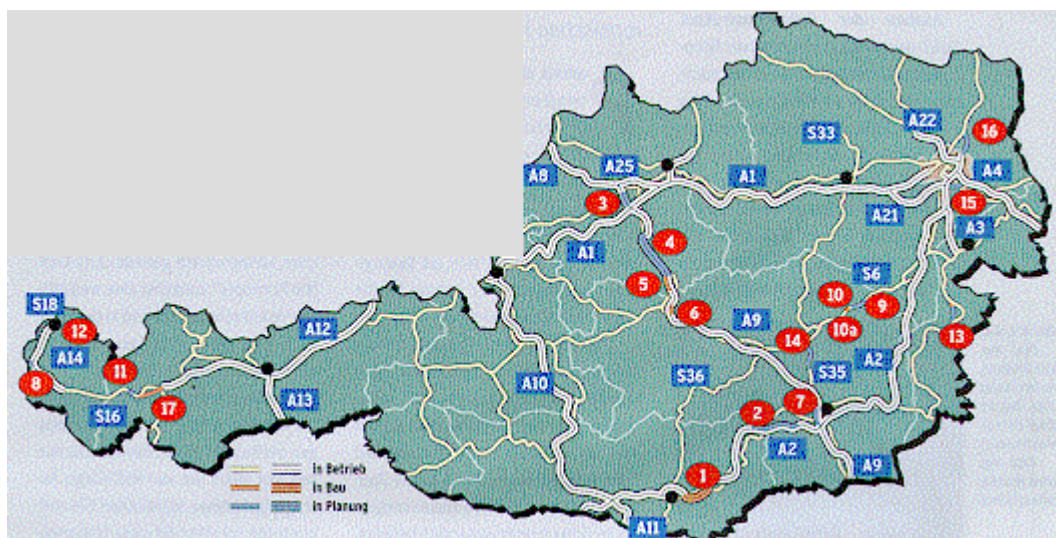 A22
S33
16
A8
A25
A1
A4
3
A21
15
A3
A1
4
5
S6
S18
12
A12
10
9
6
A9
14
10a
13
A14
11
A2
8
S16
17
A13
A10
S36
S35
7
2
A2
A9
1
A11
in Betrieb
in Bau
in Planung